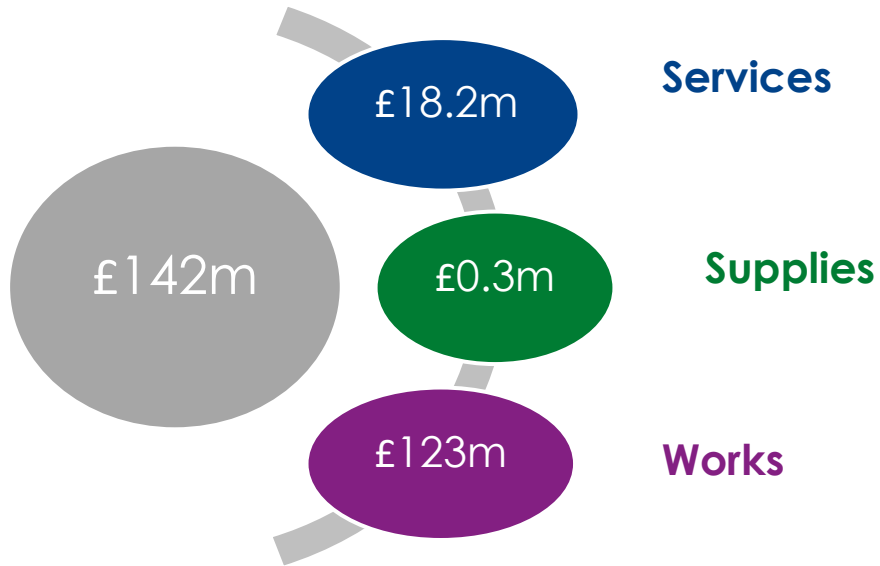 £18.2m
Services
£142m
£0.3m
Supplies
£123m
Works